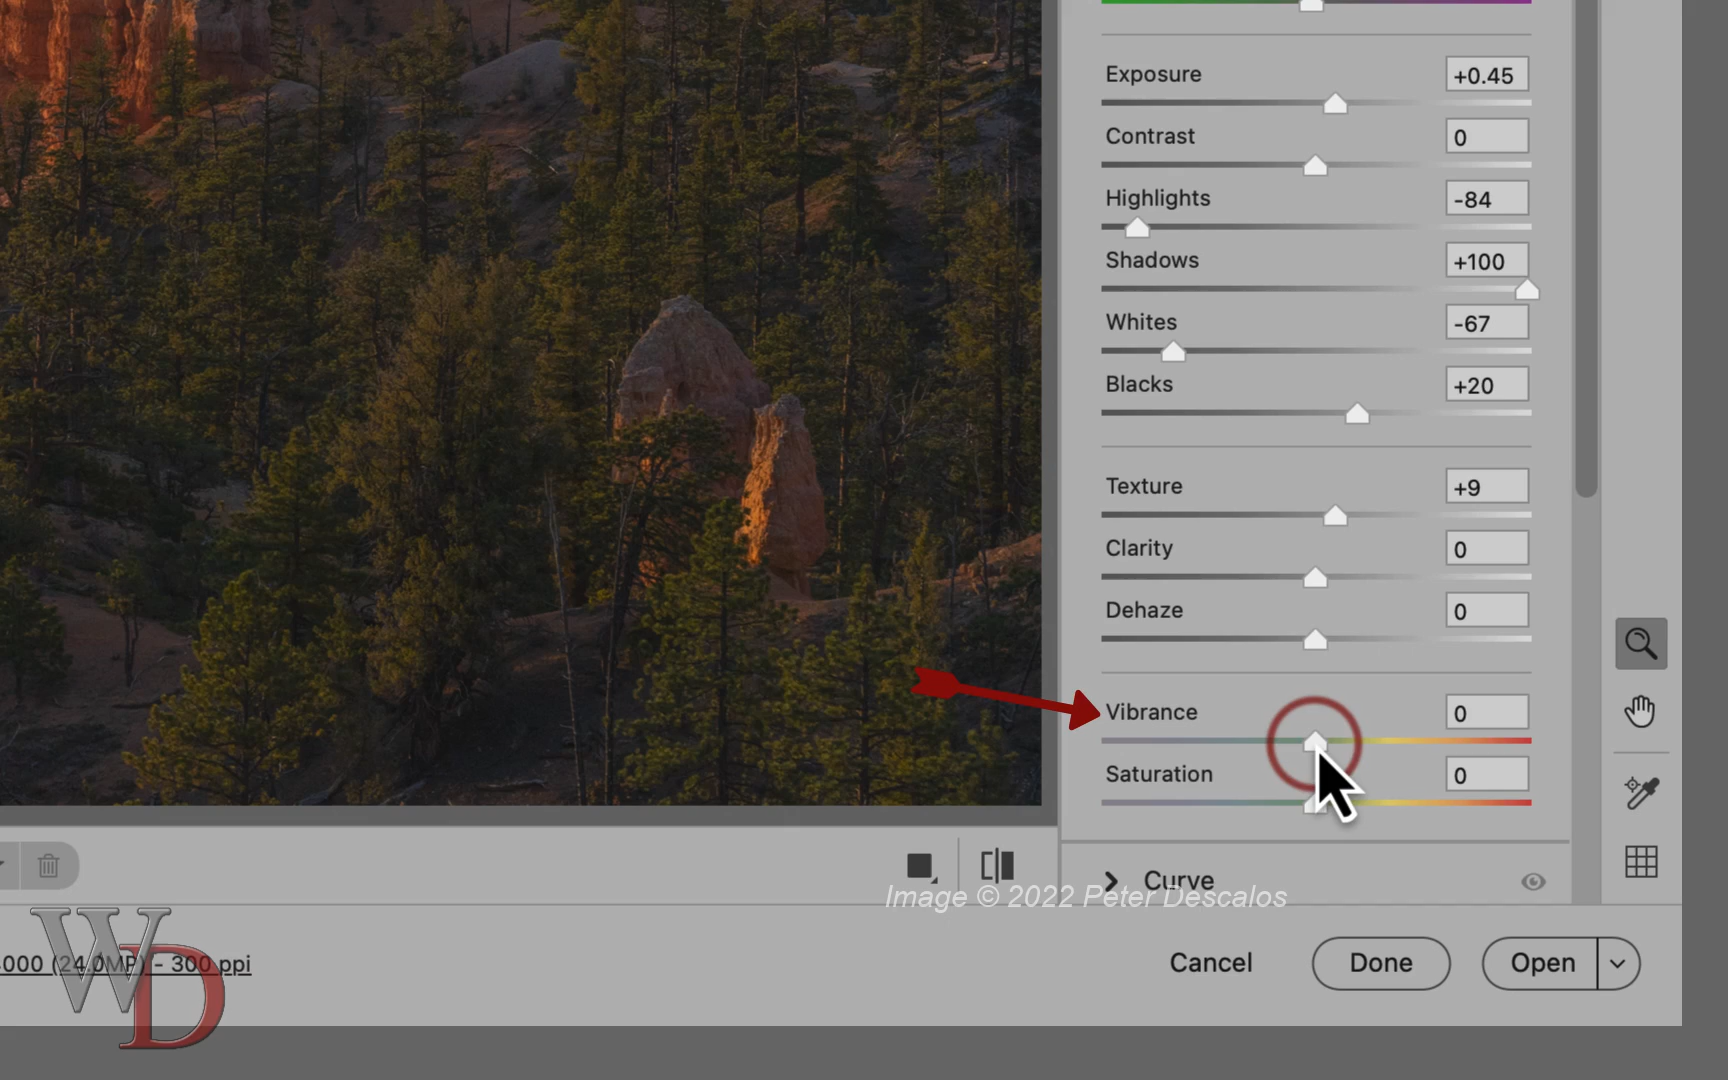 Exposure +0.45
Contrast 0
Highlights -84
Shadows +100
Whites -67
Blacks +20
Texture +9
Clarity 0
Dehaze 0
Vibrance 0
Saturation 0
Curve
Image © 2022 Peter Descalos
000 (24.0MP) - 300 ppi
WD
Cancel Done Open